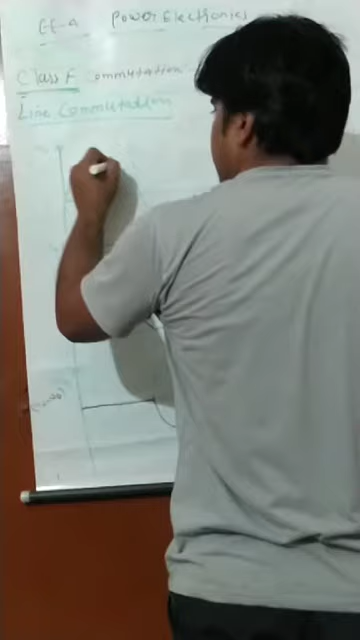 EE-A Power Electronics
Class F Commutation
Line Commutation